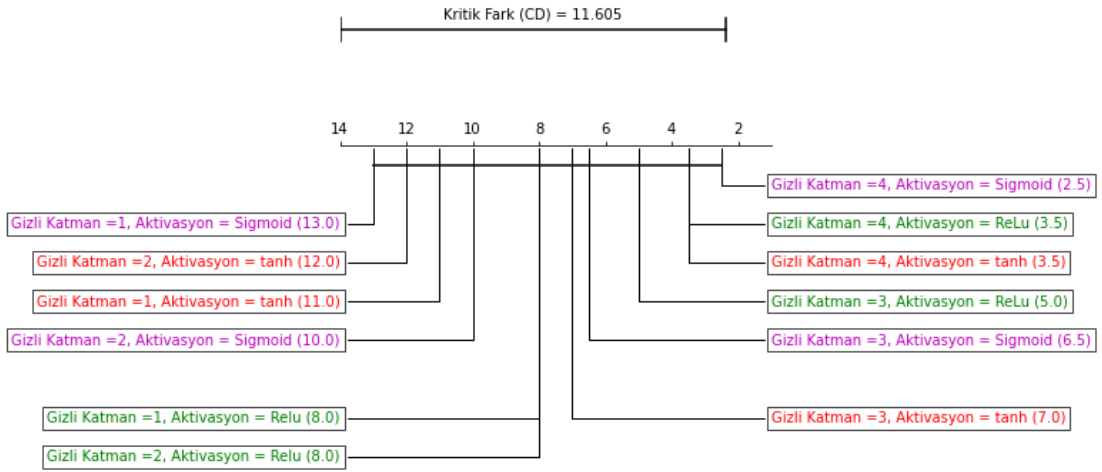 Kritik Fark (CD) = 11.605
14 12 10 8 6 4 2
Gizli Katman =4, Aktivasyon = Sigmoid (2.5)
Gizli Katman =1, Aktivasyon = Sigmoid (13.0)
Gizli Katman =4, Aktivasyon = ReLu (3.5)
Gizli Katman =2, Aktivasyon = tanh (12.0)
Gizli Katman =4, Aktivasyon = tanh (3.5)
Gizli Katman =1, Aktivasyon = tanh (11.0)
Gizli Katman =3, Aktivasyon = ReLu (5.0)
Gizli Katman =2, Aktivasyon = Sigmoid (10.0)
Gizli Katman =3, Aktivasyon = Sigmoid (6.5)
Gizli Katman =1, Aktivasyon = Relu (8.0)
Gizli Katman =3, Aktivasyon = tanh (7.0)
Gizli Katman =2, Aktivasyon = Relu (8.0)